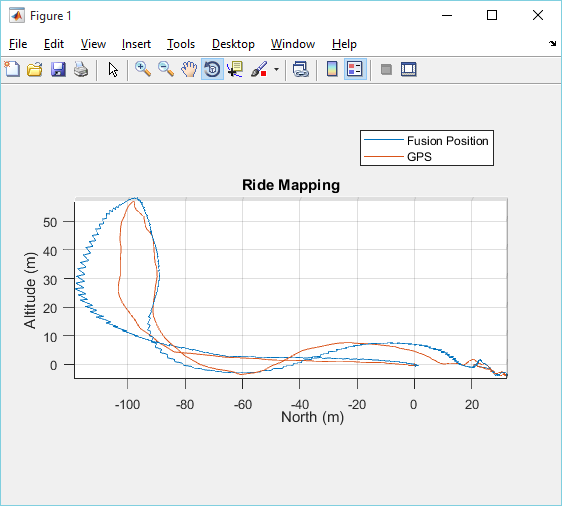 Figure 1
File Edit View Insert Tools Desktop Window Help
Fusion Position
GPS
Ride Mapping
Altitude (m)
50
40
30
20
10
0
-100 -80 -60 -40 -20 0 20
North (m)